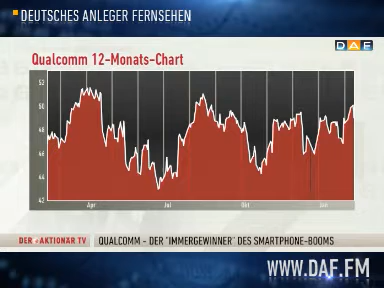 DEUTSCHES ANLEGER FERNSEHEN
DAF
Qualcomm 12-Monats-Chart
52
50
48
46
44
42
Apr
Jul
Okt
Jan
DER AKTIONÄR TV
QUALCOMM - DER "IMMERGEWINNER" DES SMARTPHONE-BOOMS
WWW.DAF.FM